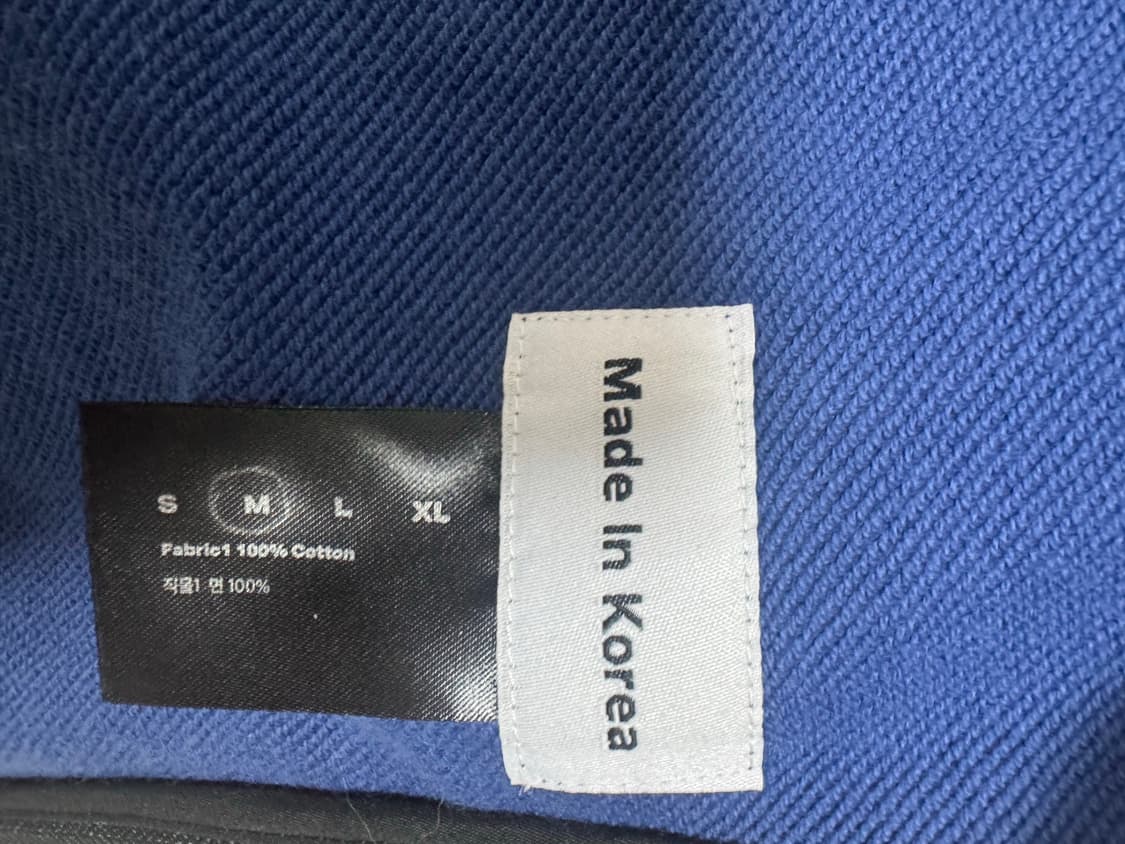 S M L XL
Fabric1 100% Cotton
직물1 면 100%
Made In Korea